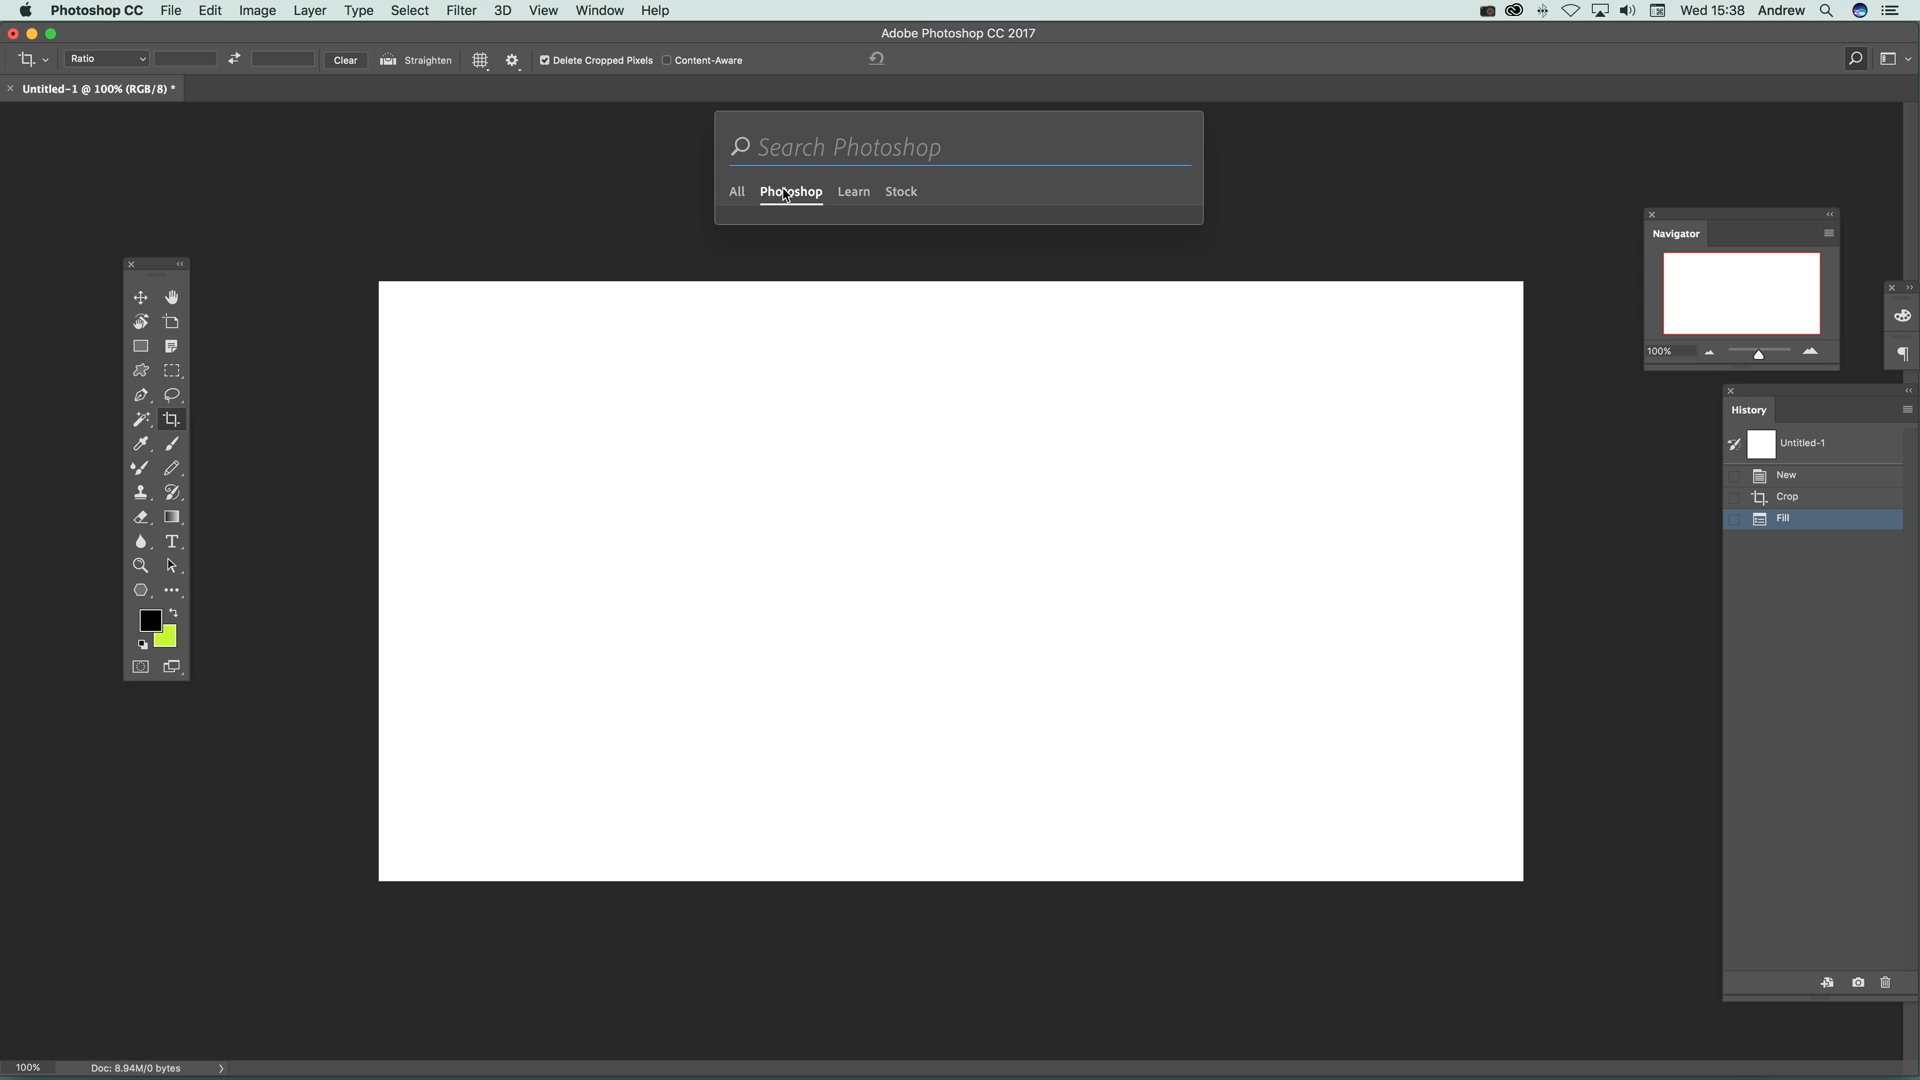 Photoshop CC File Edit Image Layer Type Select Filter 3D View Window Help Wed 15:38 Andrew
Adobe Photoshop CC 2017
Ratio Clear Straighten Delete Cropped Pixels Content-Aware
Untitled-1 @ 100% (RGB/8) *
Search Photoshop
All Photoshop Learn Stock
Navigator
100%
History
Untitled-1
New
Crop
Fill
100% Doc: 8.94M/0 bytes